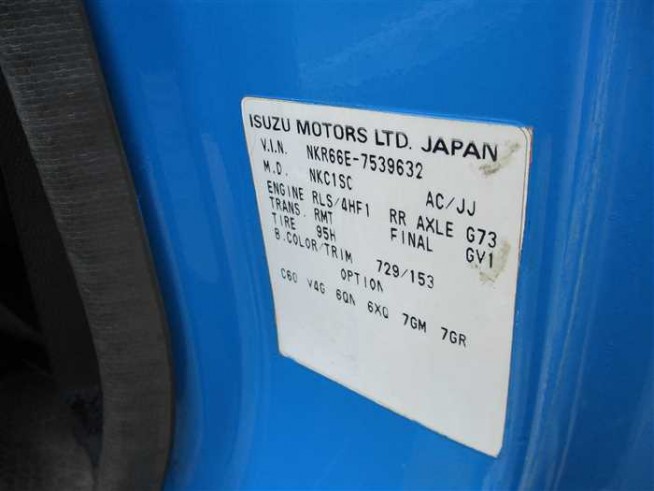 ISUZU MOTORS LTD. JAPAN
V.I.N. NKR66E-7539632
M.D. NKC1SC AC/JJ
ENGINE RLS/4HF1 RR AXLE G73
TRANS. RMT FINAL GV1
TIRE 95H
B.COLOR/TRIM 729/153
OPTION
C60 V4G 6QN 6XQ 7GM 7GR